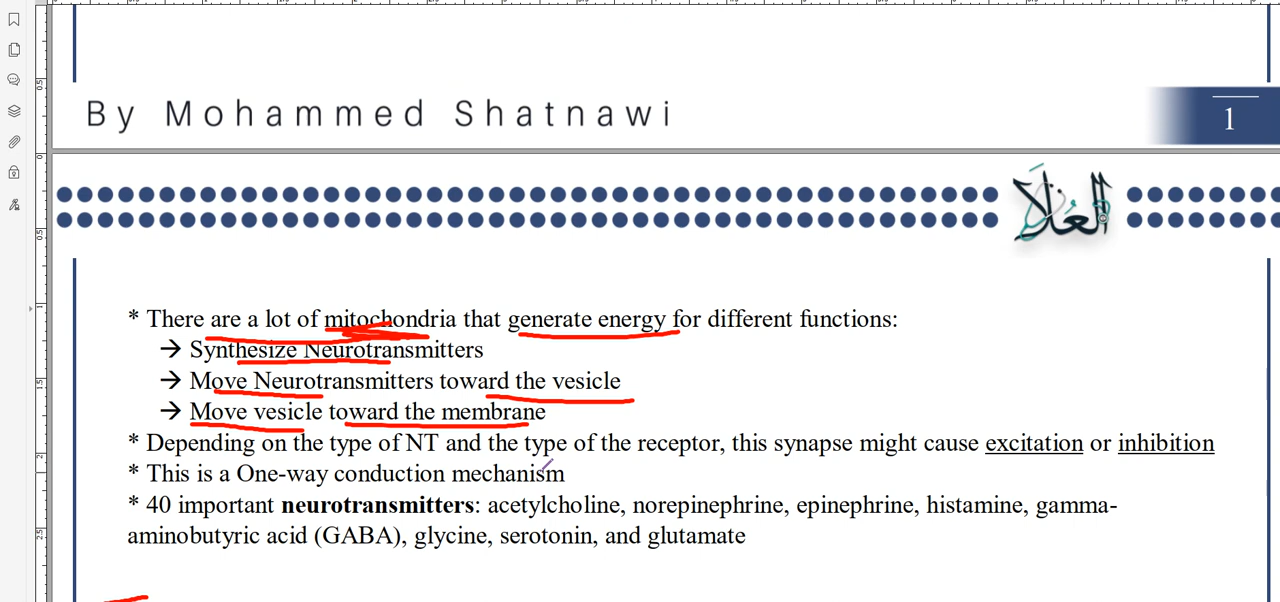 By Mohammed Shatnawi
1
العلا
* There are a lot of mitochondria that generate energy for different functions:
→ Synthesize Neurotransmitters
→ Move Neurotransmitters toward the vesicle
→ Move vesicle toward the membrane
* Depending on the type of NT and the type of the receptor, this synapse might cause excitation or inhibition
* This is a One-way conduction mechanism
* 40 important neurotransmitters: acetylcholine, norepinephrine, epinephrine, histamine, gamma-
aminobutyric acid (GABA), glycine, serotonin, and glutamate